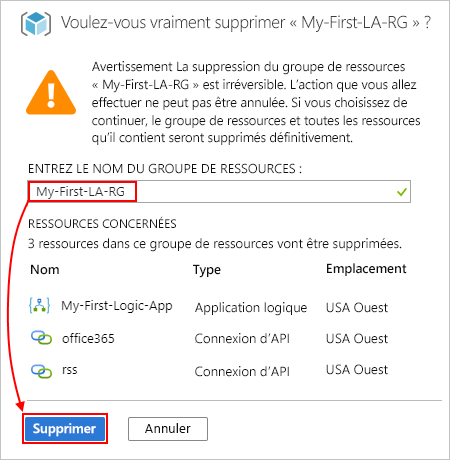 Voulez-vous vraiment supprimer « My-First-LA-RG » ?
Avertissement La suppression du groupe de ressources
« My-First-LA-RG » est irréversible. L’action que vous allez
effectuer ne peut pas être annulée. Si vous choisissez de
continuer, le groupe de ressources et toutes les ressources
qu’il contient seront supprimés définitivement.
ENTREZ LE NOM DU GROUPE DE RESSOURCES :
My-First-LA-RG
RESSOURCES CONCERNÉES
3 ressources dans ce groupe de ressources vont être supprimées.
Nom Type Emplacement
My-First-Logic-App Application logique USA Ouest
office365 Connexion d’API USA Ouest
rss Connexion d’API USA Ouest
Supprimer Annuler